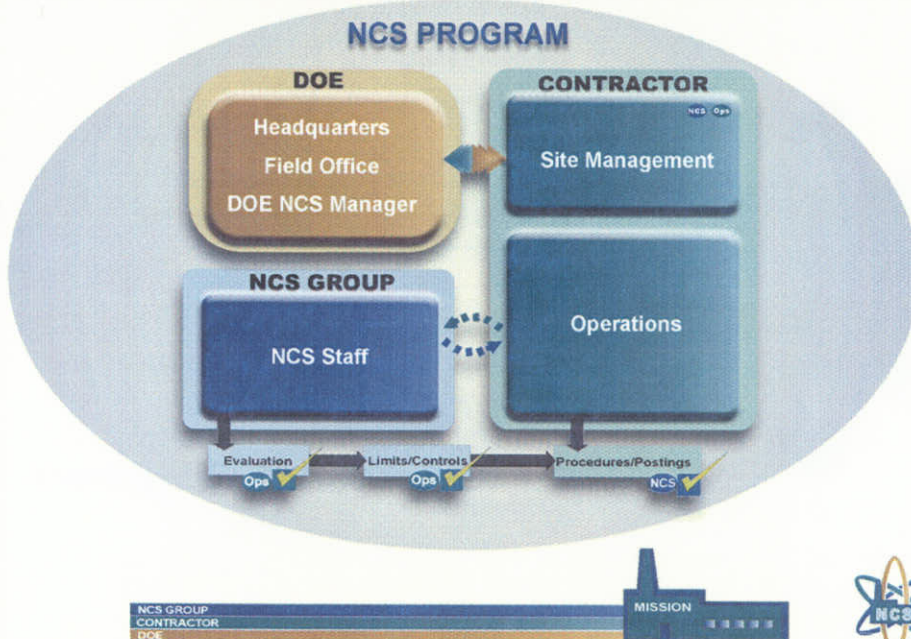 NCS PROGRAM
DOE
Headquarters
Field Office
DOE NCS Manager
CONTRACTOR
NCS Ops
Site Management
NCS GROUP
NCS Staff
Operations
Evaluation
Ops
Limits/Controls
Ops
Procedures/Postings
NCS
NCS GROUP
CONTRACTOR
DOE
MISSION
NCS